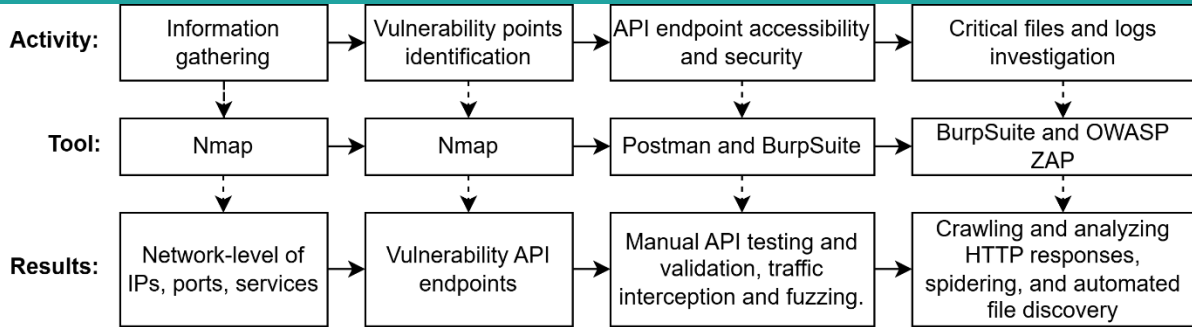 Activity:
Information
gathering
Vulnerability points
identification
API endpoint accessibility
and security
Critical files and logs
investigation
Tool:
Nmap
Nmap
Postman and BurpSuite
BurpSuite and OWASP
ZAP
Results:
Network-level of
IPs, ports, services
Vulnerability API
endpoints
Manual API testing and
validation, traffic
interception and fuzzing.
Crawling and analyzing
HTTP responses,
spidering, and automated
file discovery